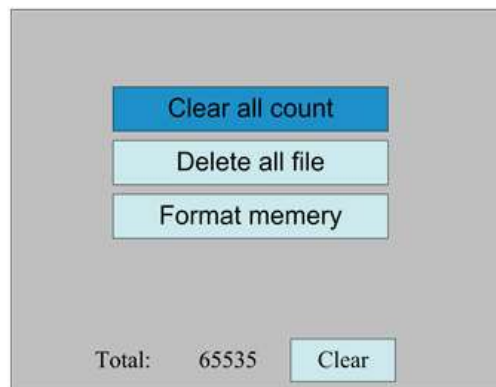 Clear all count
Delete all file
Format memery
Total: 65535 Clear